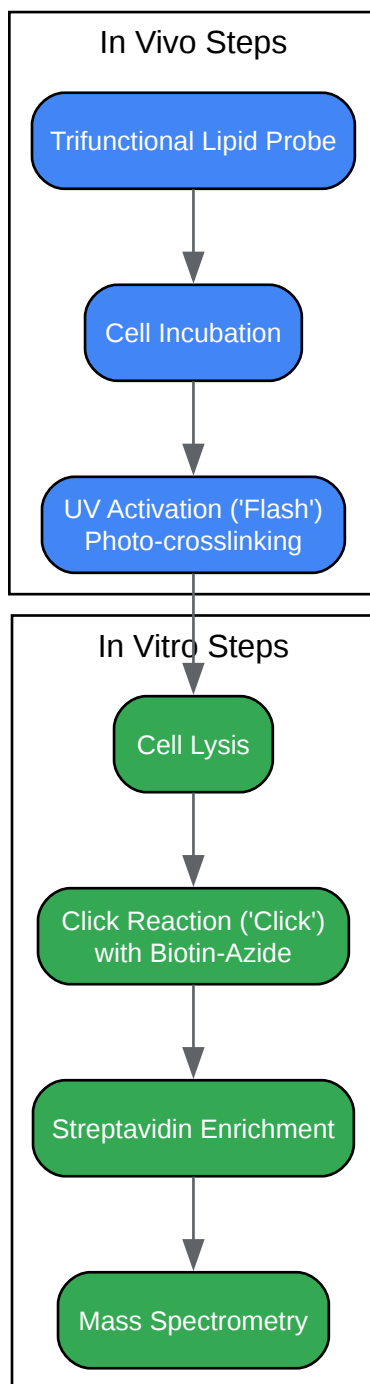 In Vivo Steps
Trifunctional Lipid Probe
Cell Incubation
UV Activation ('Flash')
Photo-crosslinking
In Vitro Steps
Cell Lysis
Click Reaction ('Click')
with Biotin-Azide
Streptavidin Enrichment
Mass Spectrometry